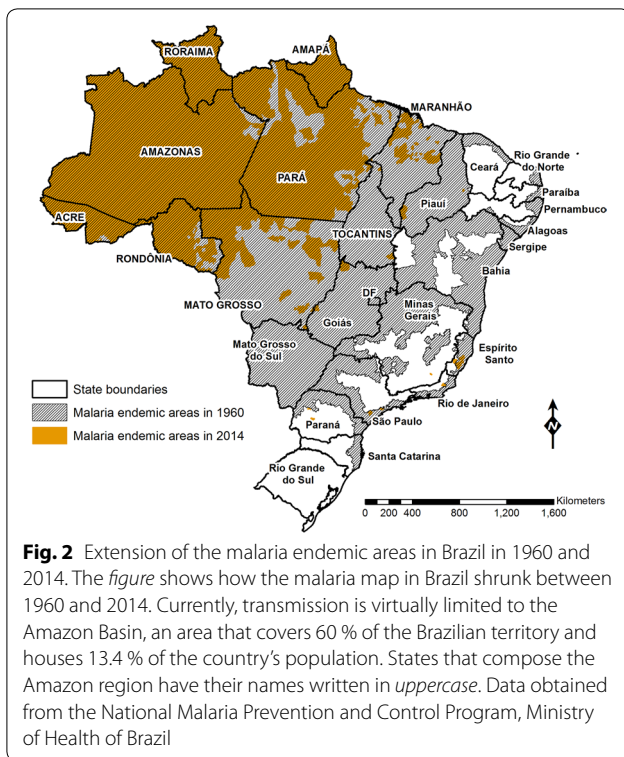 RORAIMA
AMAPÁ
MARANHÃO
AMAZONAS
PARÁ
Ceará
Rio Grande
do Norte
Paraíba
Piauí
Pernambuco
ACRE
TOCANTINS
Alagoas
Sergipe
RONDÔNIA
Bahia
MATO GROSSO
DF
Minas
Gerais
Goiás
Mato Grosso
do Sul
Espírito
Santo
State boundaries
Malaria endemic areas in 1960
Malaria endemic areas in 2014
Rio de Janeiro
São Paulo
Paraná
N
Santa Catarina
Rio Grande
do Sul
Kilometers
0 200 400 800 1,200 1,600
Fig. 2 Extension of the malaria endemic areas in Brazil in 1960 and
2014. The figure shows how the malaria map in Brazil shrunk between
1960 and 2014. Currently, transmission is virtually limited to the
Amazon Basin, an area that covers 60 % of the Brazilian territory and
houses 13.4 % of the country's population. States that compose the
Amazon region have their names written in uppercase. Data obtained
from the National Malaria Prevention and Control Program, Ministry
of Health of Brazil